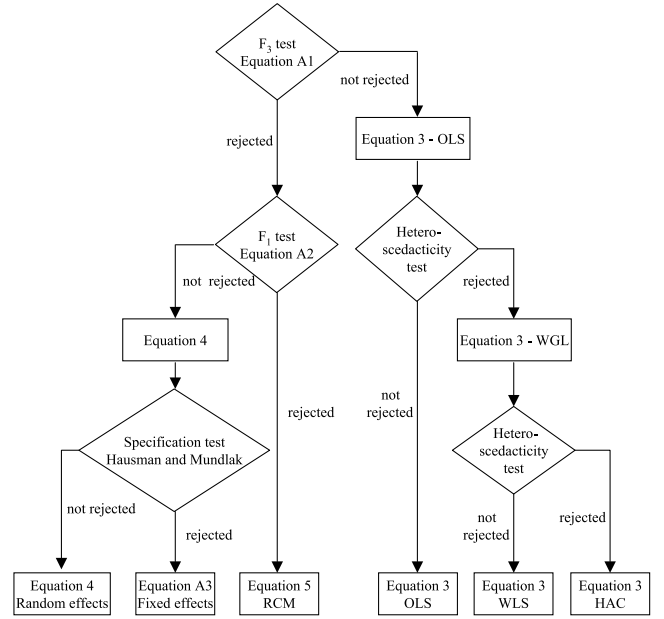 F₃ test
Equation A1
not rejected
rejected
Equation 3 - OLS
F₁ test
Equation A2
Hetero-
scedacticity
test
not rejected
rejected
Equation 4
Equation 3 - WGL
rejected
not
rejected
Specification test
Hausman and Mundlak
Hetero-
scedacticity
test
not rejected
rejected
not
rejected
rejected
Equation 4
Random effects
Equation A3
Fixed effects
Equation 5
RCM
Equation 3
OLS
Equation 3
WLS
Equation 3
HAC